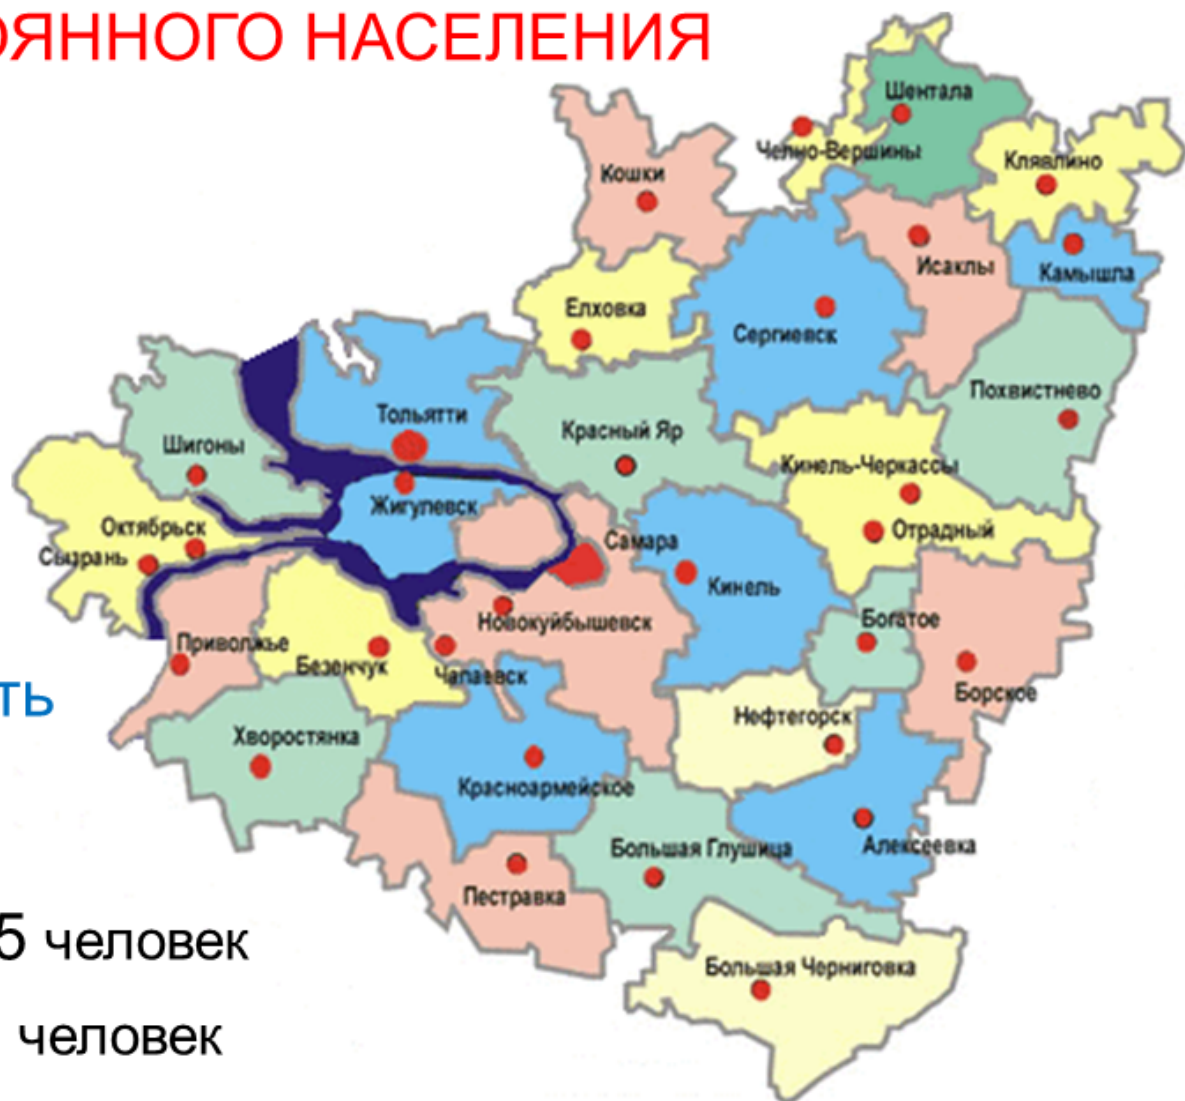 ОЯННОГО НАСЕЛЕНИЯ
Шентала
Челно-Вершины
Клявлино
Кошки
Исаклы
Камышла
Елховка
Сергиевск
Похвистнево
Тольятти
Красный Яр
Шигоны
Кинель-Черкассы
Жигулевск
Октябрьск
Отрадный
Сызрань
Самара
Кинель
Новокуйбышевск
Богатое
Приволжье
Безенчук
Чапаевск
Борское
ТЬ
Нефтегорск
Хворостянка
Красноармейское
Большая Глушица
Алексеевка
Пестравка
5 человек
Большая Черниговка
человек